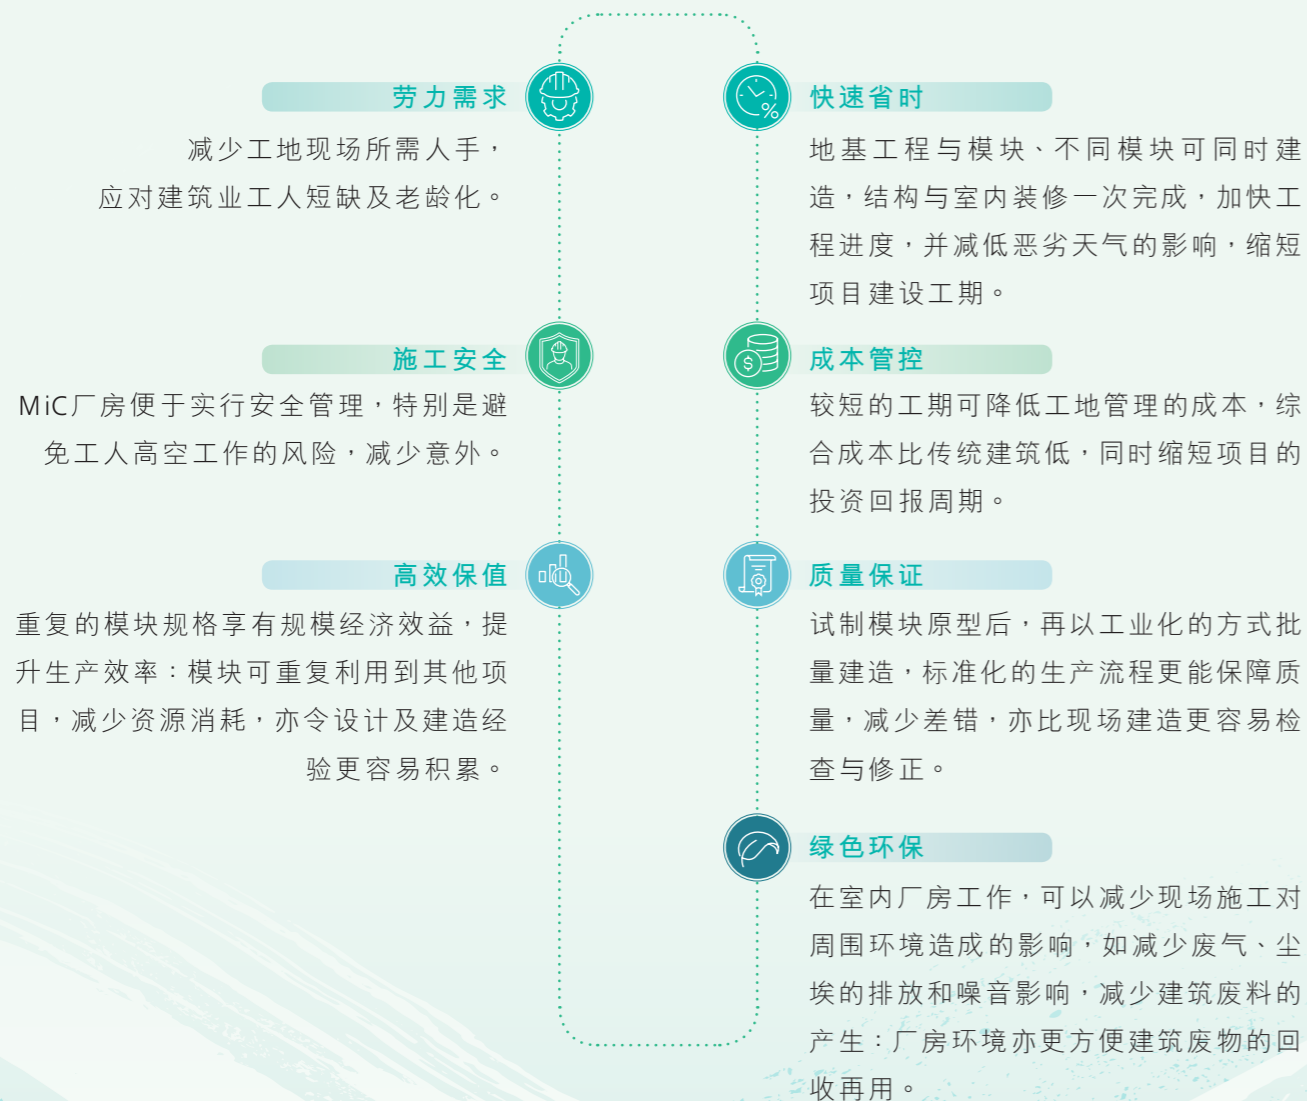 劳力需求
减少工地现场所需人手，
应对建筑业工人短缺及老龄化。
施工安全
MiC厂房便于实行安全管理，特别是避
免工人高空工作的风险，减少意外。
高效保值
重复的模块规格享有规模经济效益，提
升生产效率：模块可重复利用到其他项
目，减少资源消耗，亦令设计及建造经
验更容易积累。
快速省时
地基工程与模块、不同模块可同时建
造，结构与室内装修一次完成，加快工
程进度，并减低恶劣天气的影响，缩短
项目建设工期。
成本管控
较短的工期可降低工地管理的成本，综
合成本比传统建筑低，同时缩短项目的
投资回报周期。
质量保证
试制模块原型后，再以工业化的方式批
量建造，标准化的生产流程更能保障质
量，减少差错，亦比现场建造更容易检
查与修正。
绿色环保
在室内厂房工作，可以减少现场施工对
周围环境造成的影响，如减少废气、尘
埃的排放和噪音影响，减少建筑废料的
产生：厂房环境亦更方便建筑废物的回
收再用。